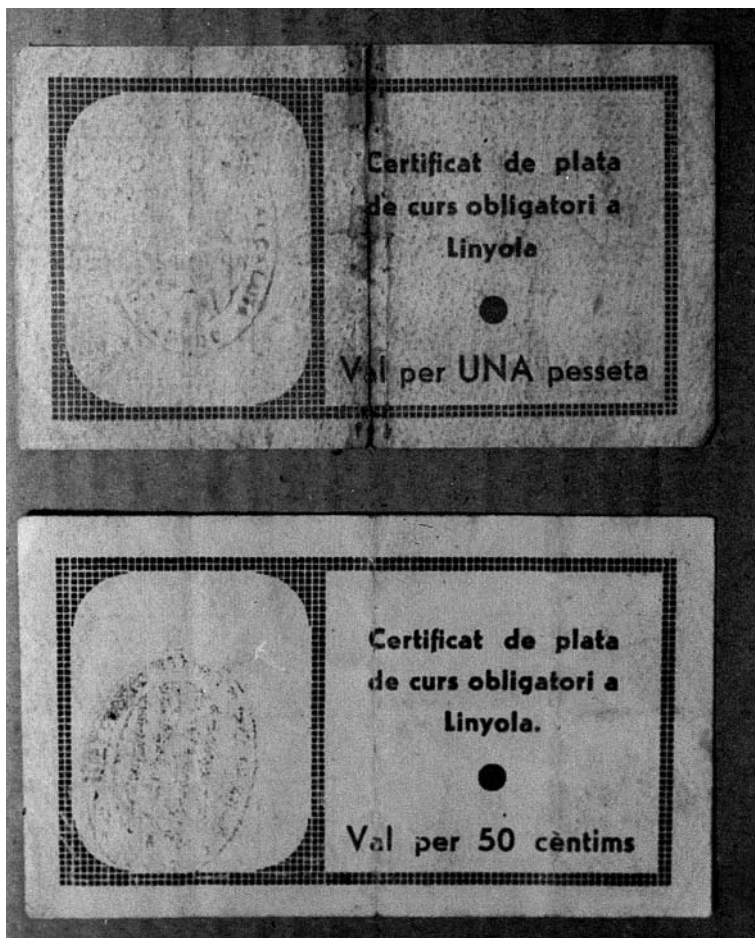 Certificat de plata
de curs obligatori a
Linyola
Val per UNA pesseta
Certificat de plata
de curs obligatori a
Linyola.
Val per 50 cèntims